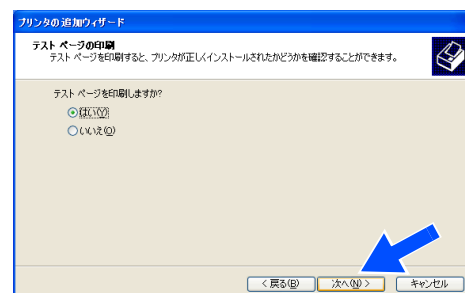 プリンタの追加ウィザード
テスト ページの印刷
テスト ページを印刷すると、プリンタが正しくインストールされたかどうかを確認することができます。
テスト ページを印刷しますか?
はい(Y)
いいえ(O)
< 戻る(B) 次へ(N) > キャンセル